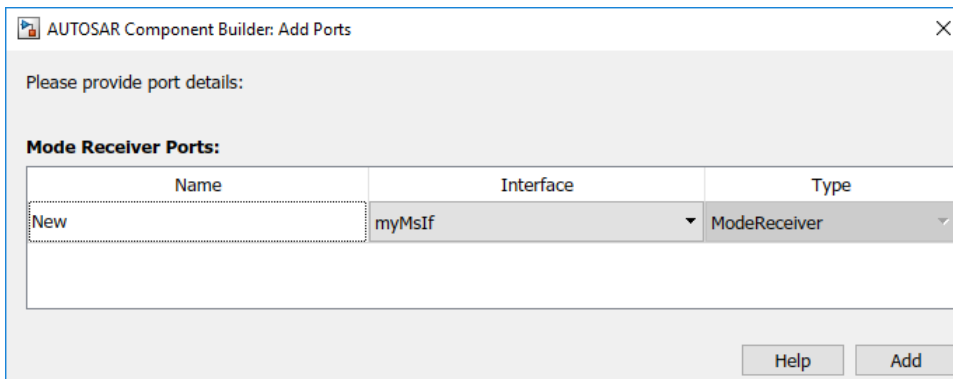 AUTOSAR Component Builder: Add Ports
Please provide port details:
Mode Receiver Ports:
Name Interface Type
New myMsIf ModeReceiver
Help Add